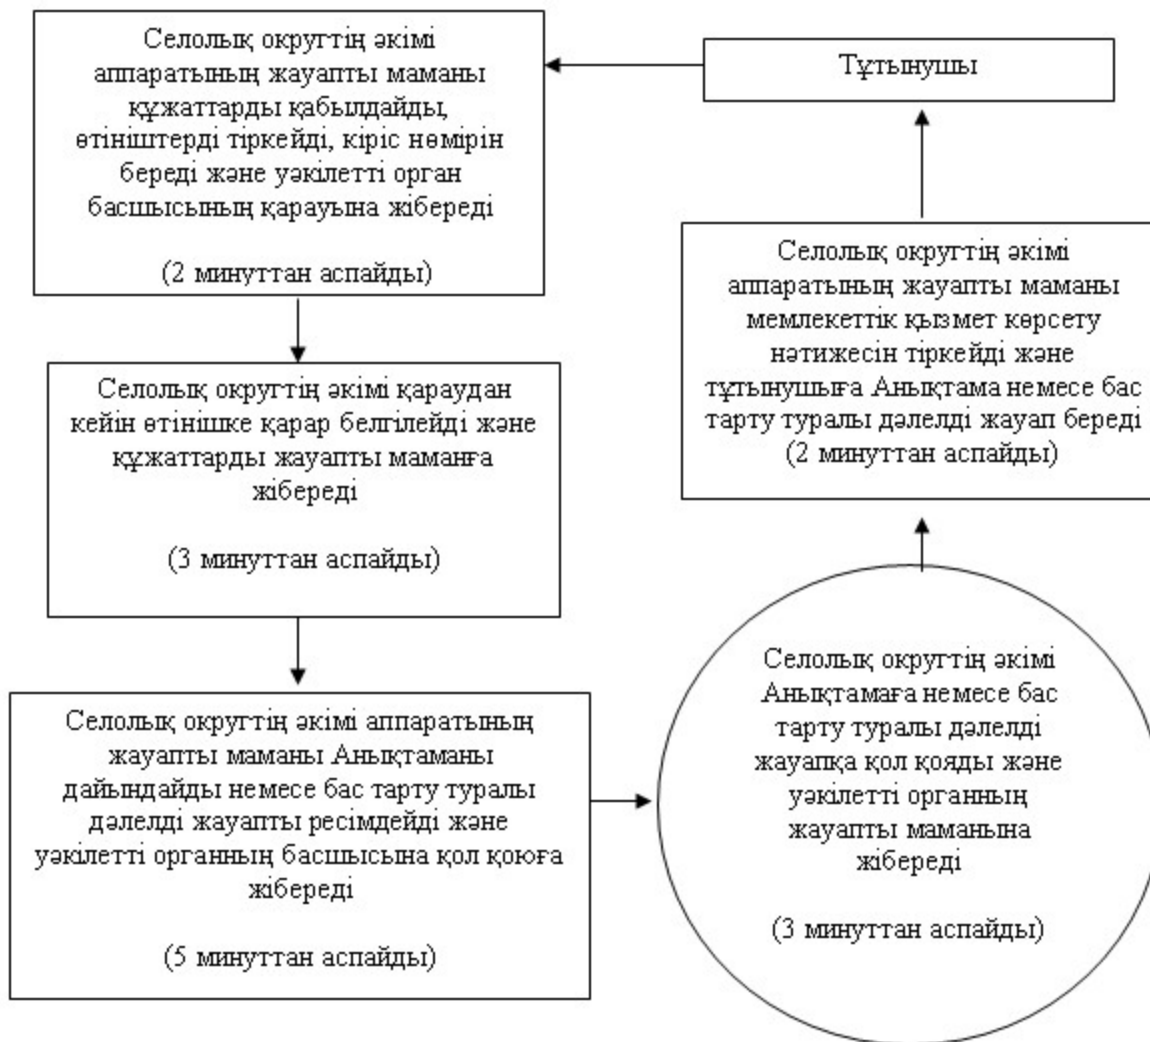 Селолық округтің әкімі
аппаратының жауапты маманы
құжаттарды қабылдайды,
өтініштерді тіркейді, кіріс нөмірін
береді және уәкілетті орган
басшысының қарауына жібереді
(2 минуттан аспайды)
Тұтынушы
Селолық округтің әкімі қараудан
кейін өтінішке қарар белгілейді және
құжаттарды жауапты маманға
жібереді
(3 минуттан аспайды)
Селолық округтің әкімі аппаратының
жауапты маманы Анықтаманы
дайындайды немесе бас тарту туралы
дәлелді жауапты ресімдейді және
уәкілетті органның басшысына қол қоюға
жібереді
(5 минуттан аспайды)
Селолық округтің әкімі
Анықтамаға немесе бас
тарту туралы дәлелді
жауапқа қол қояды және
уәкілетті органның
жауапты маманына
жібереді
(3 минуттан аспайды)
Селолық округтің әкімі
аппаратының жауапты маманы
мемлекеттік қызмет көрсету
нәтижесін тіркейді және
тұтынушыға Анықтама немесе бас
тарту туралы дәлелді жауап береді
(2 минуттан аспайды)